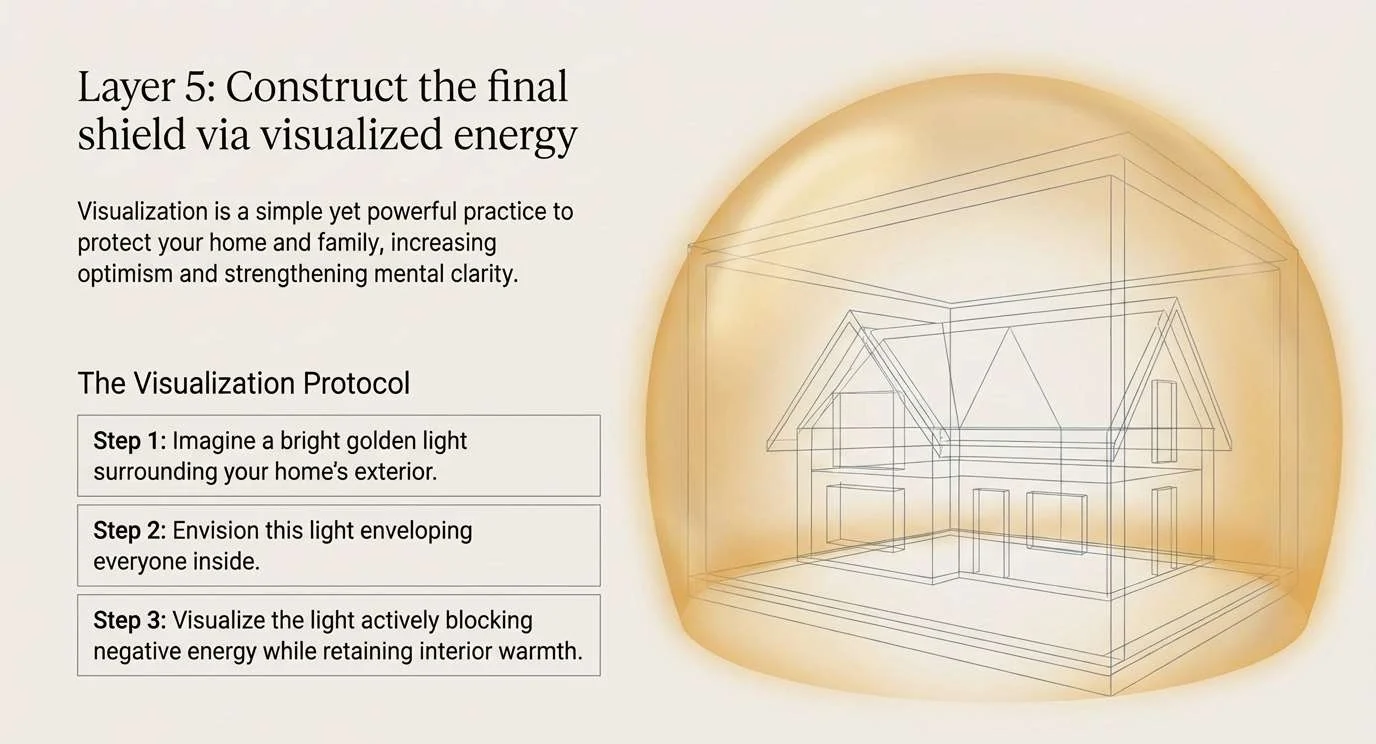 Layer 5: Construct the final
shield via visualized energy
Visualization is a simple yet powerful practice to
protect your home and family, increasing
optimism and strengthening mental clarity.
The Visualization Protocol
Step 1: Imagine a bright golden light
surrounding your home’s exterior.
Step 2: Envision this light enveloping
everyone inside.
Step 3: Visualize the light actively blocking
negative energy while retaining interior warmth.